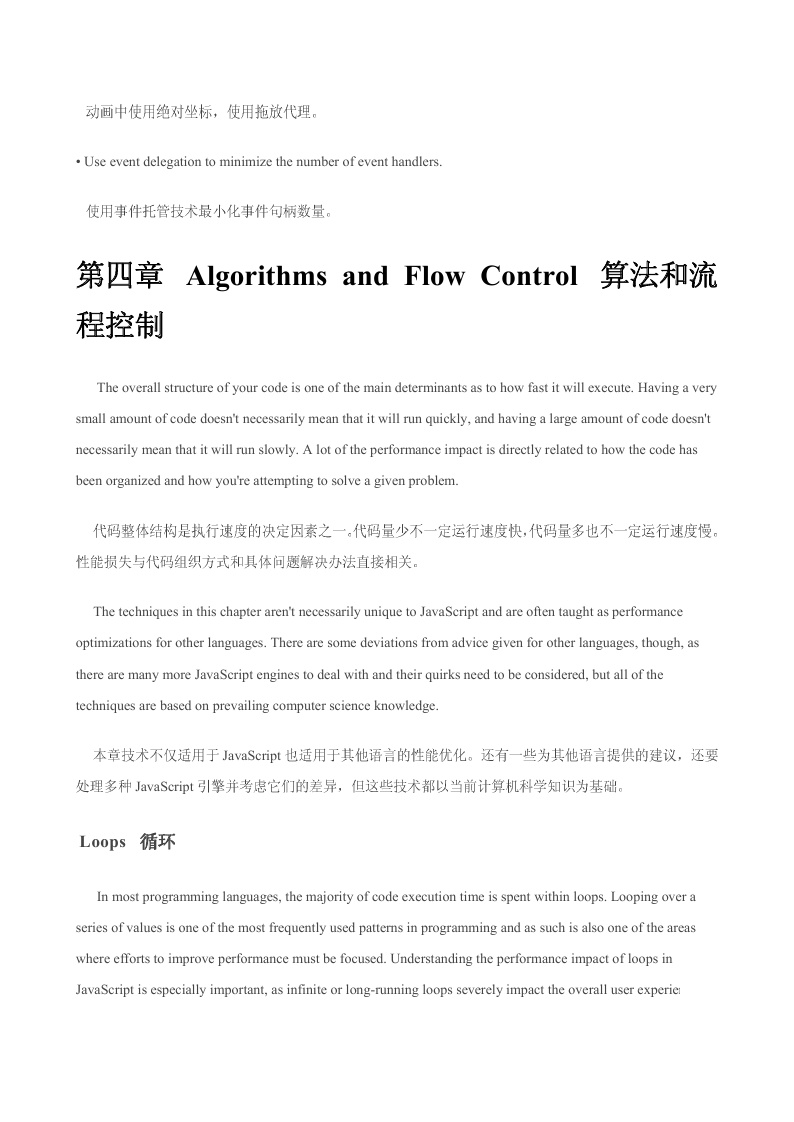 动画中使用绝对坐标，使用拖放代理。
• Use event delegation to minimize the number of event handlers.
使用事件托管技术最小化事件句柄数量。
第四章 Algorithms and Flow Control 算法和流
程控制
The overall structure of your code is one of the main determinants as to how fast it will execute. Having a very
small amount of code doesn't necessarily mean that it will run quickly, and having a large amount of code doesn't
necessarily mean that it will run slowly. A lot of the performance impact is directly related to how the code has
been organized and how you're attempting to solve a given problem.
代码整体结构是执行速度的决定因素之一。代码量少不一定运行速度快，代码量多也不一定运行速度慢。
性能损失与代码组织方式和具体问题解决办法直接相关。
The techniques in this chapter aren't necessarily unique to JavaScript and are often taught as performance
optimizations for other languages. There are some deviations from advice given for other languages, though, as
there are many more JavaScript engines to deal with and their quirks need to be considered, but all of the
techniques are based on prevailing computer science knowledge.
本章技术不仅适用于 JavaScript 也适用于其他语言的性能优化。还有一些为其他语言提供的建议，还要
处理多种 JavaScript 引擎并考虑它们的差异，但这些技术都以当前计算机科学知识为基础。
Loops 循环
In most programming languages, the majority of code execution time is spent within loops. Looping over a
series of values is one of the most frequently used patterns in programming and as such is also one of the areas
where efforts to improve performance must be focused. Understanding the performance impact of loops in
JavaScript is especially important, as infinite or long-running loops severely impact the overall user